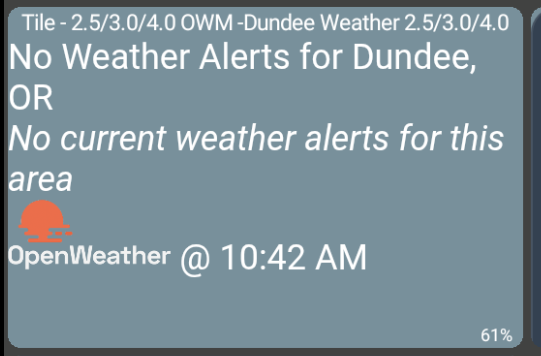 Tile - 2.5/3.0/4.0 OWM -Dundee Weather 2.5/3.0/4.0
No Weather Alerts for Dundee,
OR
No current weather alerts for this
area
OpenWeather @ 10:42 AM
61%